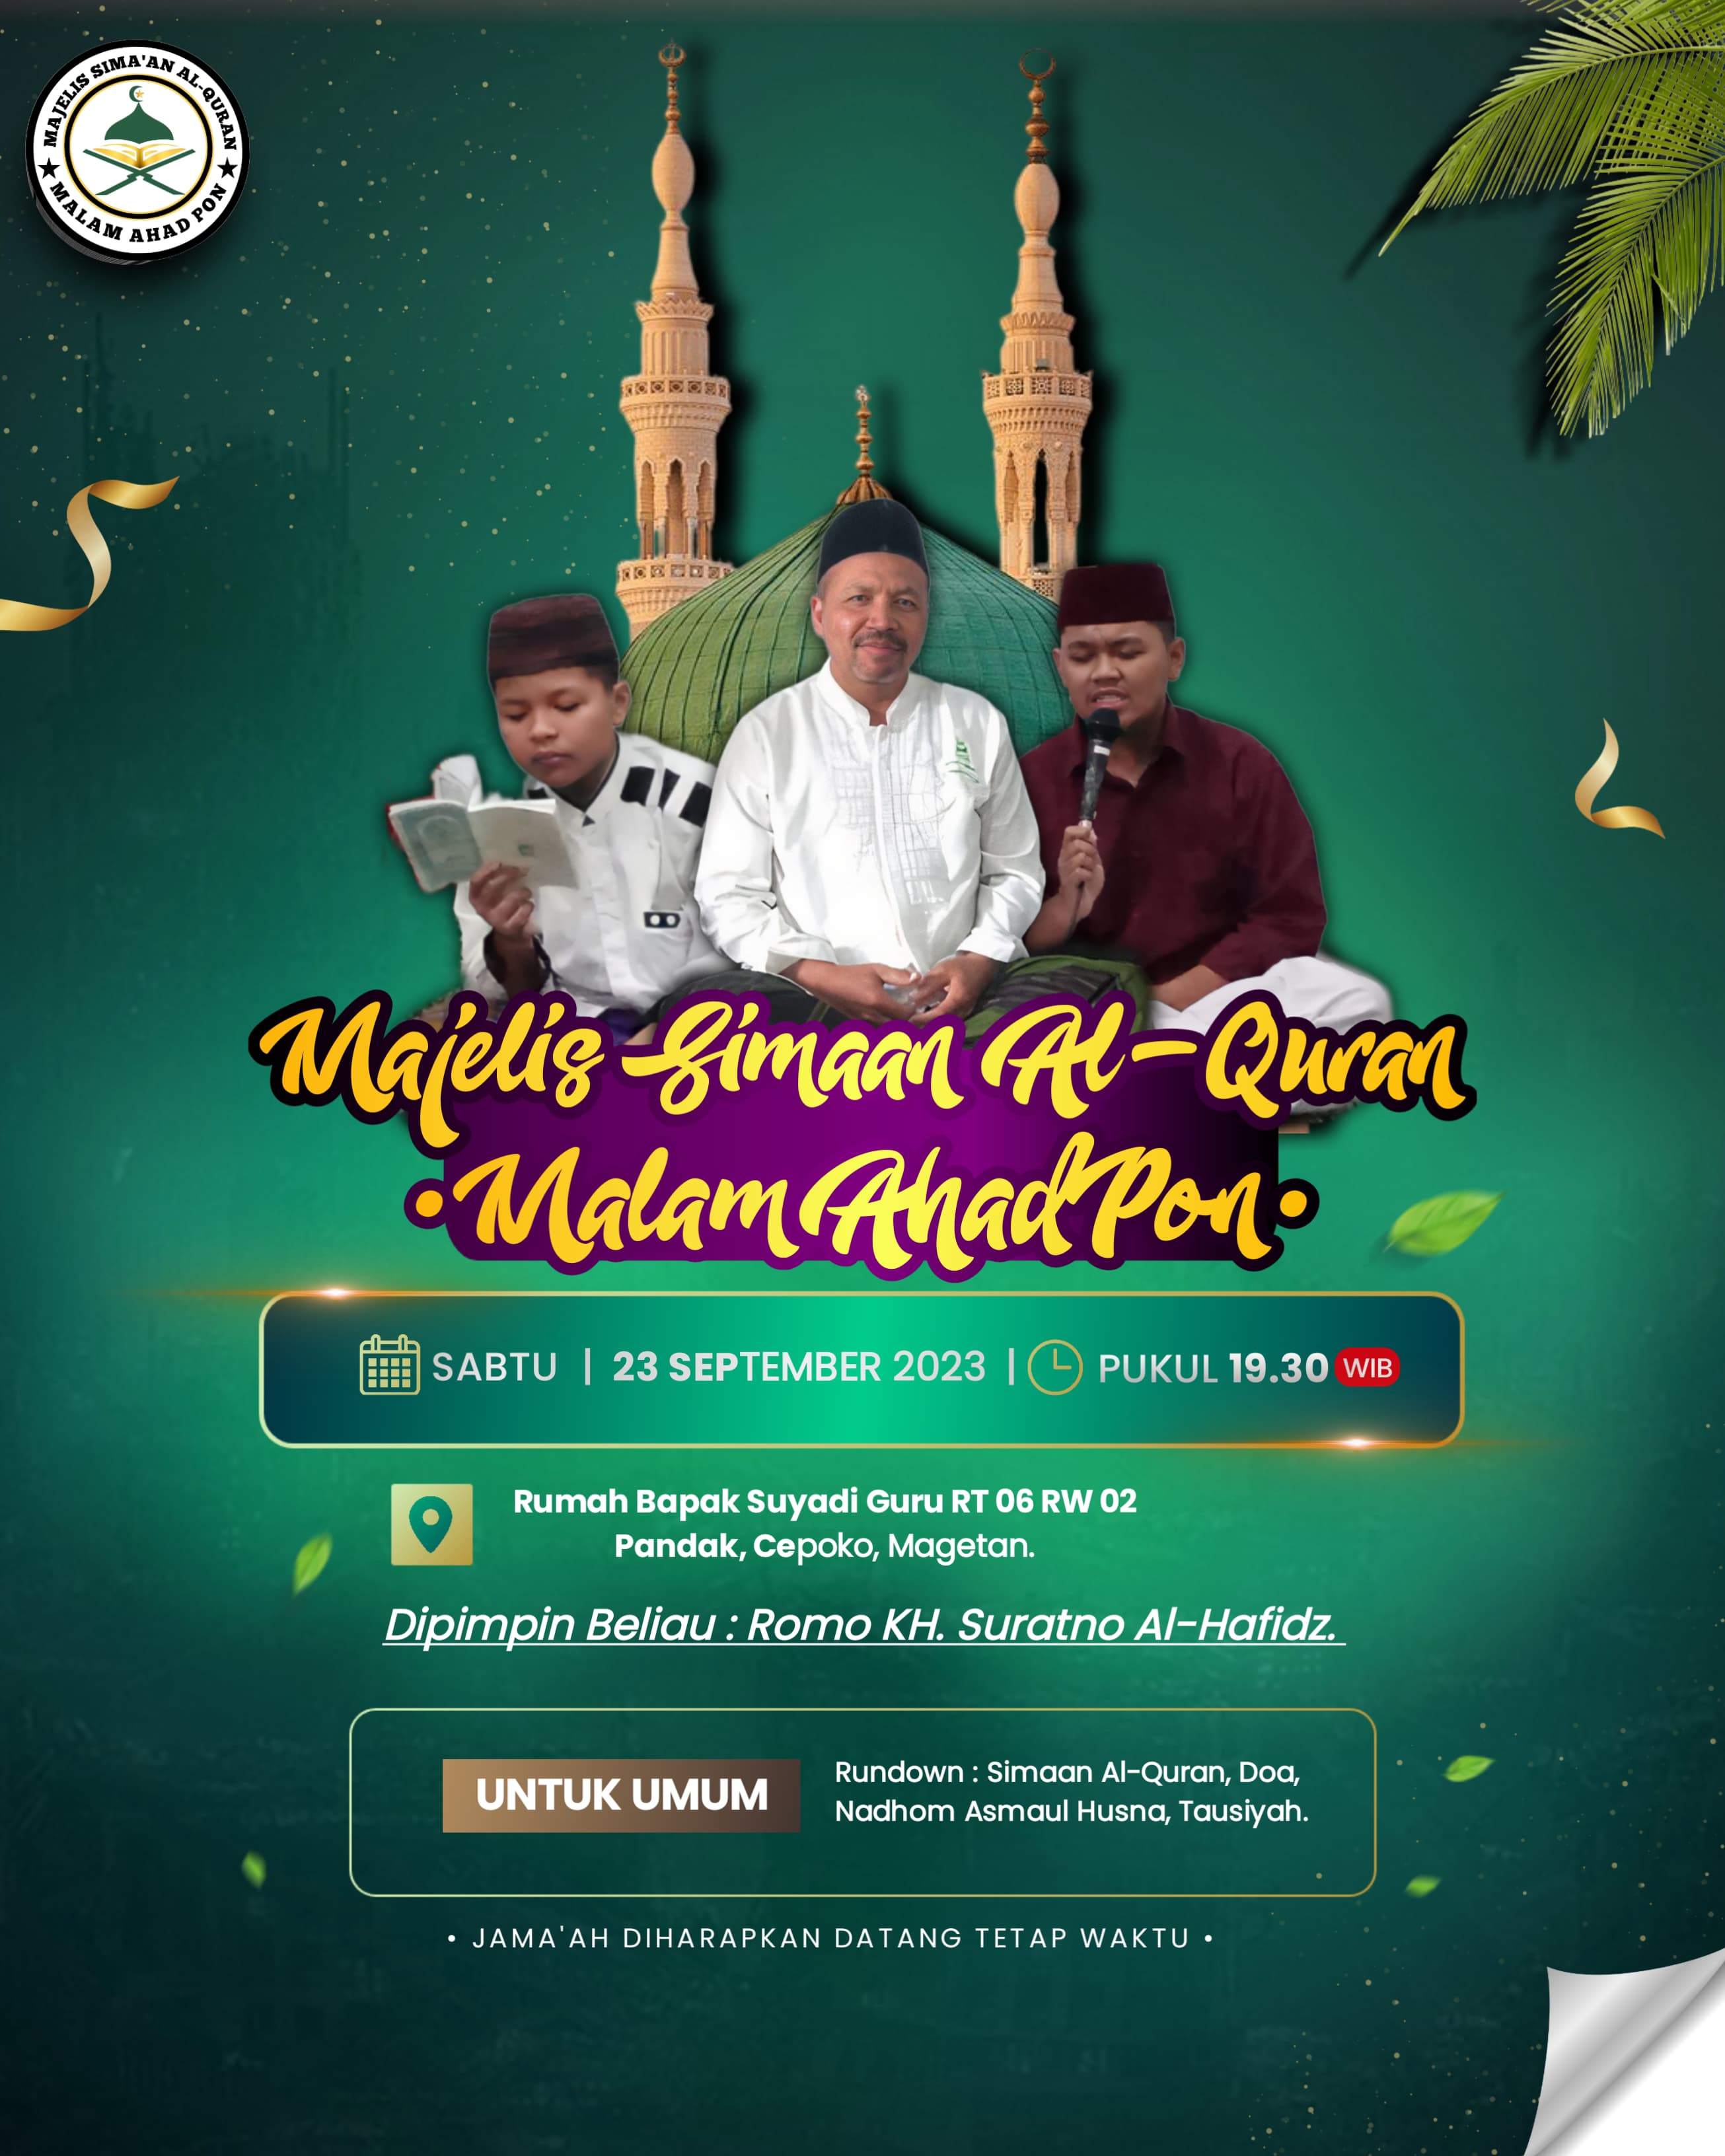 MAJELIS SIMA'AN AL-QURAN
MALAM AHAD PON
Majelis Simaan Al-Quran
• Malam Ahad Pon •
SABTU | 23 SEPTEMBER 2023 | PUKUL 19.30 WIB
Rumah Bapak Suyadi Guru RT 06 RW 02
Pandak, Cepoko, Magetan.
Dipimpin Beliau : Romo KH. Suratno Al-Hafidz.
UNTUK UMUM
Rundown : Simaan Al-Quran, Doa,
Nadhom Asmaul Husna, Tausiyah.
• JAMA'AH DIHARAPKAN DATANG TETAP WAKTU •